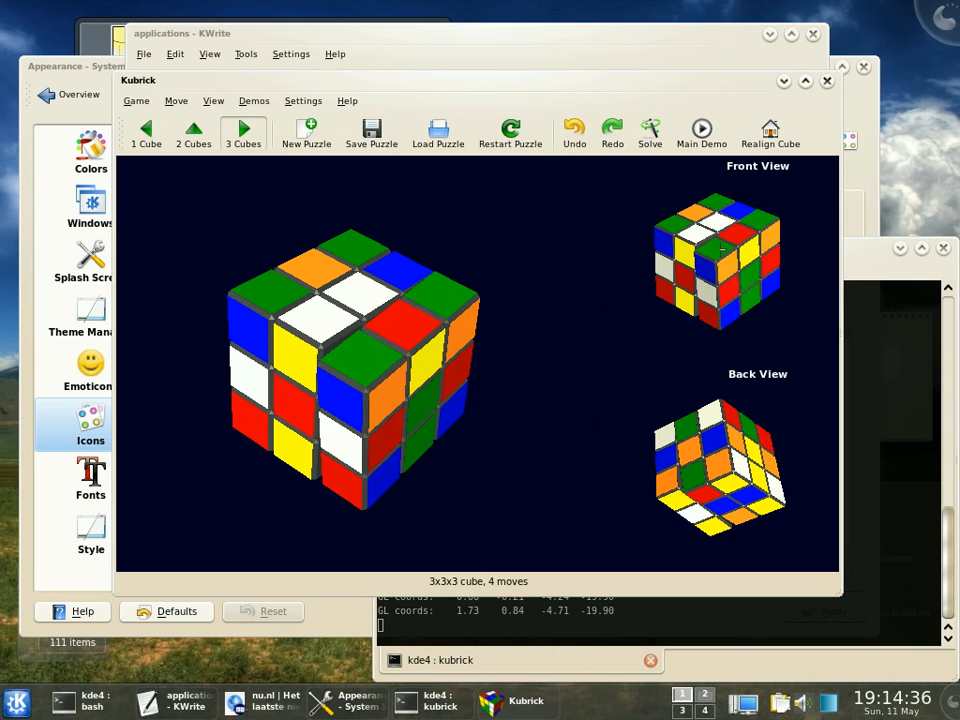 applications - KWrite
File Edit View Tools Settings Help
Appearance - System
Overview
Kubrick
Game Move View Demos Settings Help
1 Cube 2 Cubes 3 Cubes New Puzzle Save Puzzle Load Puzzle Restart Puzzle Undo Redo Solve Main Demo Realign Cube
Front View
Back View
Colors
Windows
Splash Scre
Theme Mana
Emoticon
Icons
Fonts
Style
3x3x3 cube, 4 moves
Help Defaults Reset
GL coords: 1.73 0.84 -4.71 -19.90
111 items
kde4 : kubrick
kde4 : bash
applicatio - KWrite
nu.nl | Het laatste ni
Appearan - System
kde4 : kubrick
Kubrick
1 2
3 4
19:14:36
Sun, 11 May